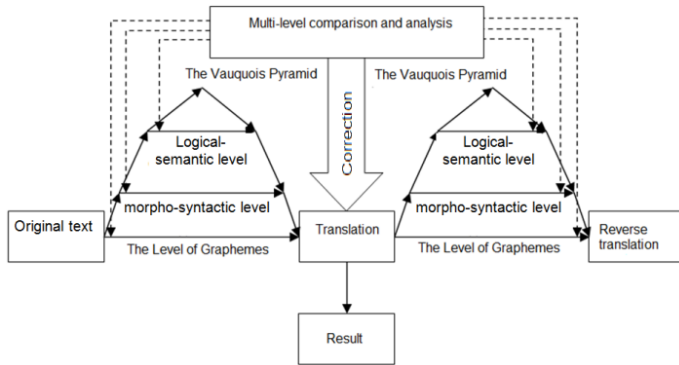 Multi-level comparison and analysis
The Vauquois Pyramid
The Vauquois Pyramid
Correction
Logical-
semantic level
Logical-
semantic level
morpho-syntactic level
morpho-syntactic level
Original text
Translation
Reverse
translation
The Level of Graphemes
The Level of Graphemes
Result